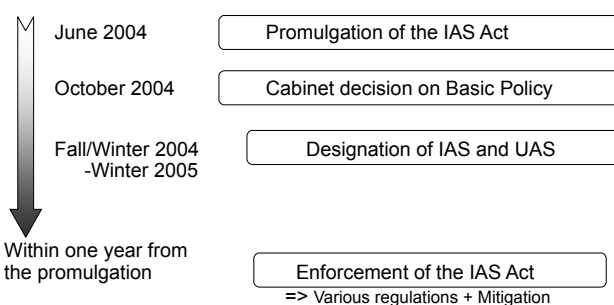 June 2004
Promulgation of the IAS Act
October 2004
Cabinet decision on Basic Policy
Fall/Winter 2004
-Winter 2005
Designation of IAS and UAS
Within one year from
the promulgation
Enforcement of the IAS Act
=> Various regulations + Mitigation